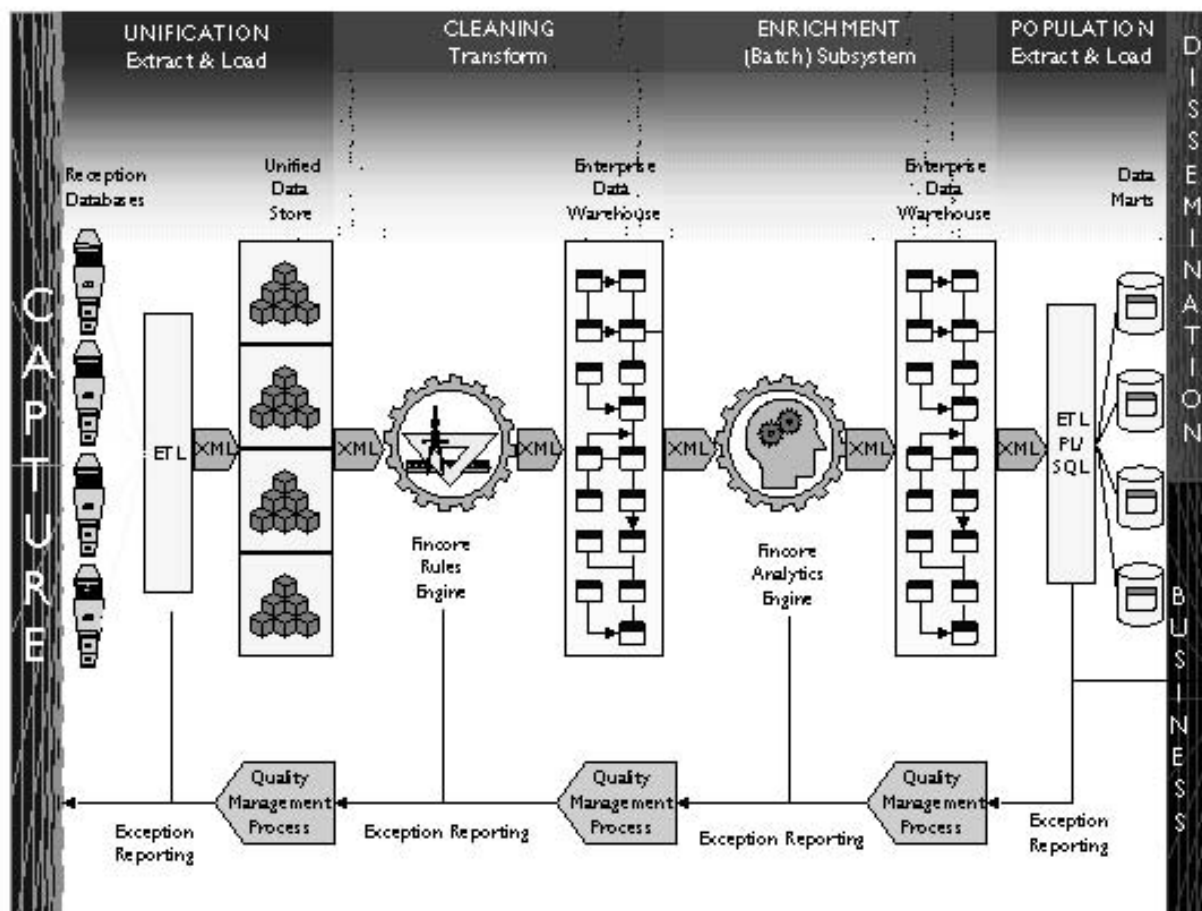 UNIFICATION
Extract & Load
CLEANING
Transform
ENRICHMENT
(Batch) Subsystem
POPULATION
Extract & Load
CAPTURE
DISSEMINATION
BUSINESS
Reception
Databases
Unified
Data
Store
Enterprise
Data
Warehouse
Enterprise
Data
Warehouse
Data
Marts
ETL
XML
XML
XML
XML
XML
XML
ETL
PL/
SQL
Fincore
Rules
Engine
Fincore
Analytics
Engine
Quality
Management
Process
Quality
Management
Process
Quality
Management
Process
Exception
Reporting
Exception Reporting
Exception Reporting
Exception
Reporting